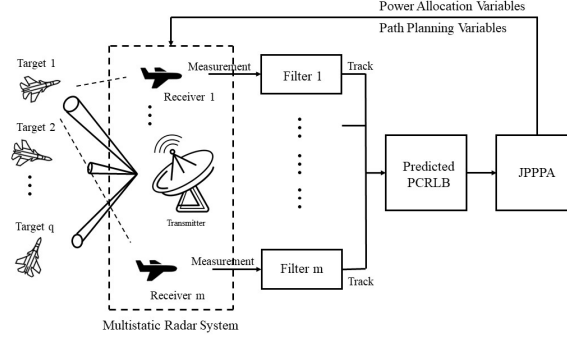 Power Allocation Variables
Path Planning Variables
Target 1
Measurement
Filter 1
Track
Receiver 1
Target 2
Predicted
PCRLB
JPPPA
Transmitter
Target q
Measurement
Filter m
Track
Receiver m
Multistatic Radar System